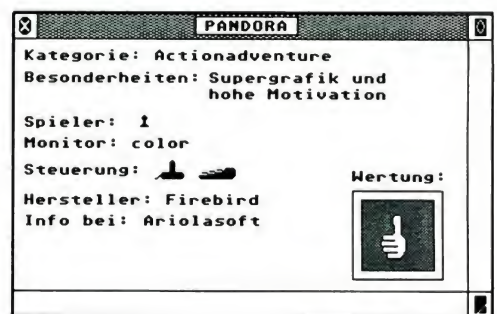 PANDORA
Kategorie: Actionadventure
Besonderheiten: Supergrafik und
hohe Motivation
Spieler: 1
Monitor: color
Steuerung:
Wertung:
Hersteller: Firebird
Info bei: Ariolasoft